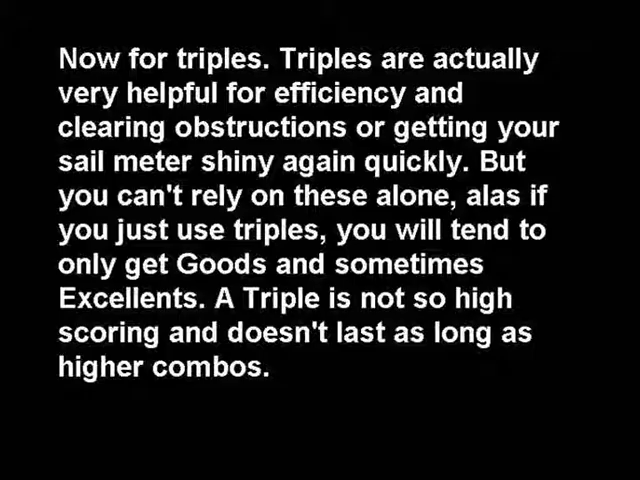 Now for triples. Triples are actually
very helpful for efficiency and
clearing obstructions or getting your
sail meter shiny again quickly. But
you can't rely on these alone, alas if
you just use triples, you will tend to
only get Goods and sometimes
Excellents. A Triple is not so high
scoring and doesn't last as long as
higher combos.